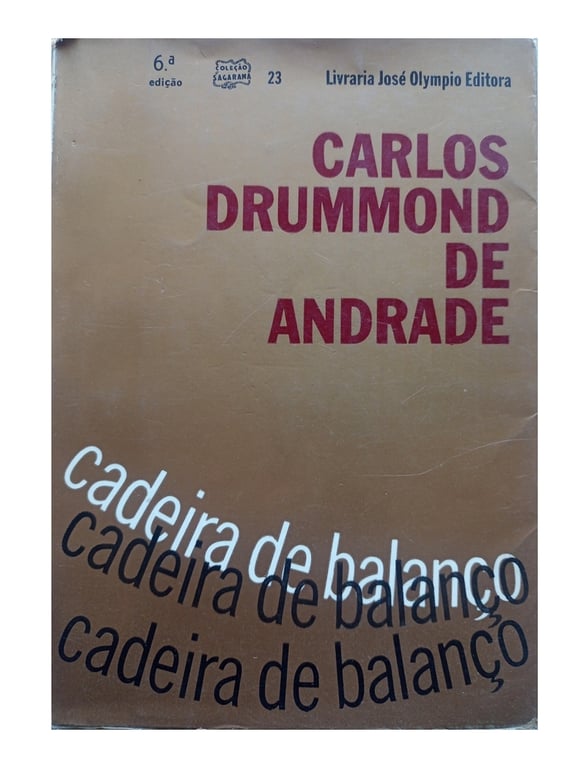 6.ª edição
COLEÇÃO SAGARANA
23
Livraria José Olympio Editora
CARLOS
DRUMMOND
DE
ANDRADE
cadeira de balanço
cadeira de balanço
cadeira de balanço